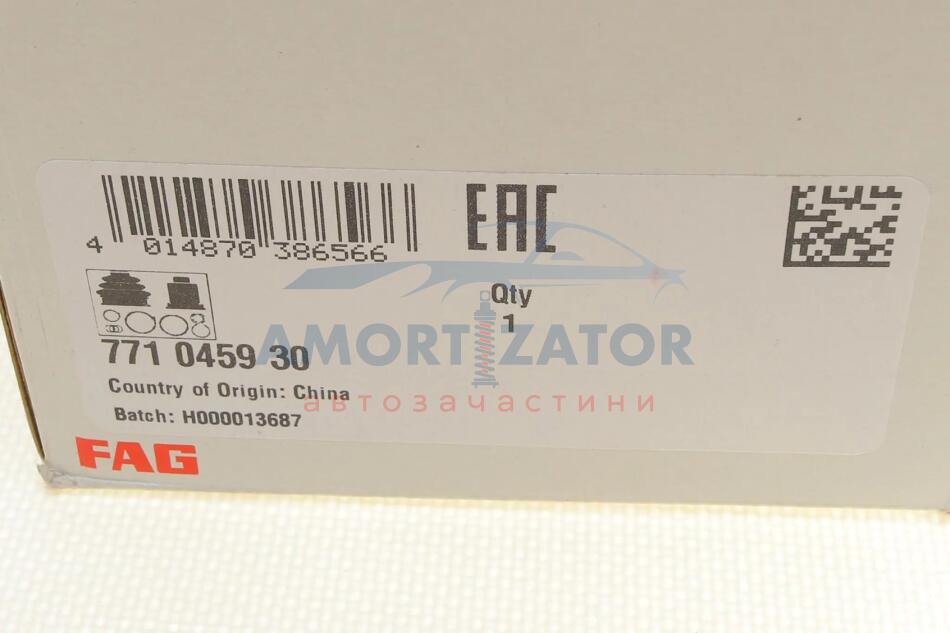 4 014870 386566
EAC
Qty
1
AMORTIZATOR
771 0459 30
Country of Origin: China
автозачастини
Batch: H000013687
FAG